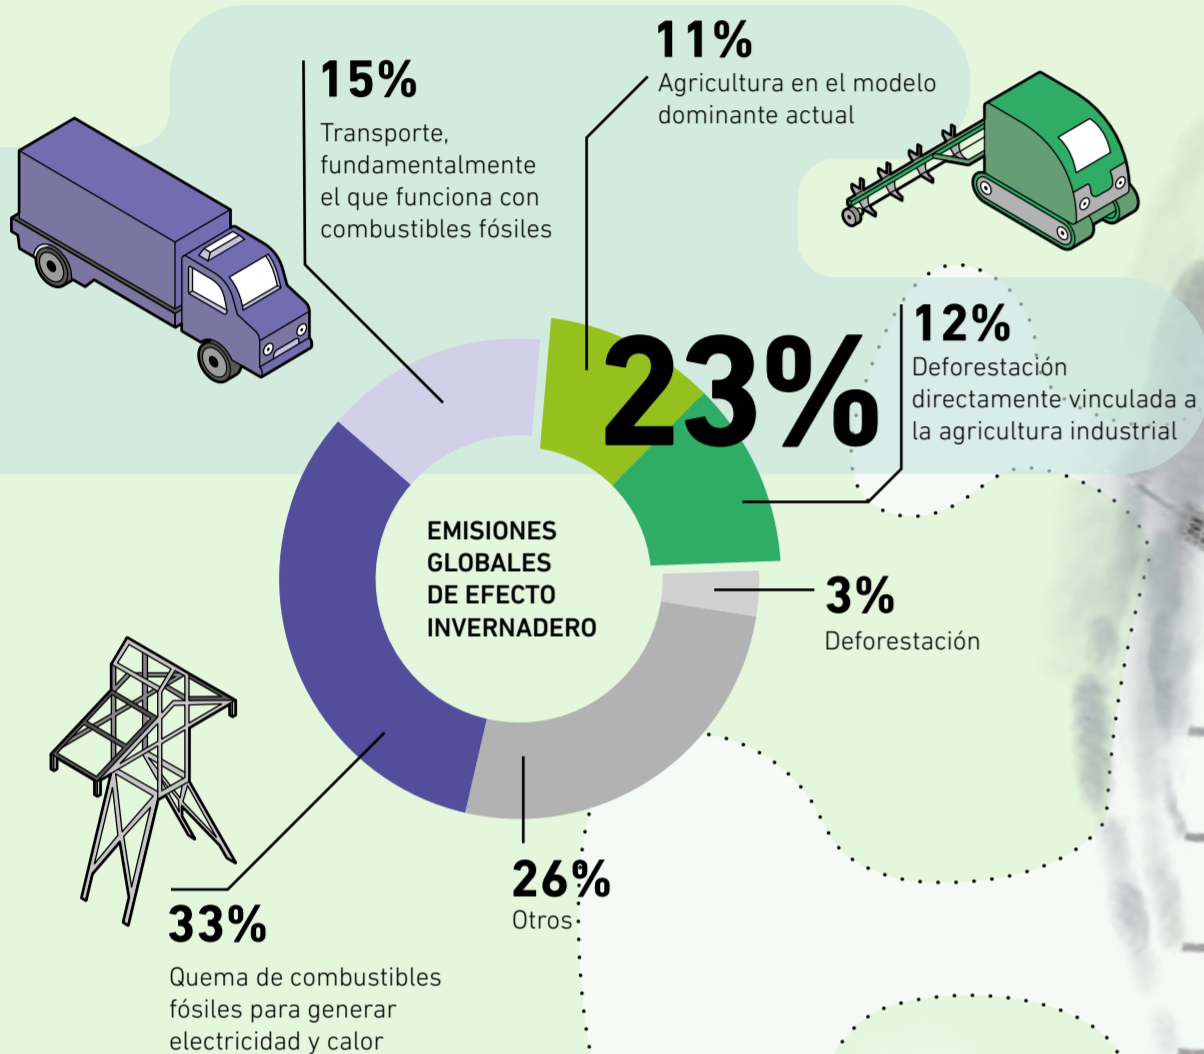 15%
Transporte,
fundamentalmente
el que funciona con
combustibles fósiles
11%
Agricultura en el modelo
dominante actual
23%
12%
Deforestación
directamente vinculada a
la agricultura industrial
EMISIONES
GLOBALES
DE EFECTO
INVERNADERO
3%
Deforestación
26%
Otros
33%
Quema de combustibles
fósiles para generar
electricidad y calor